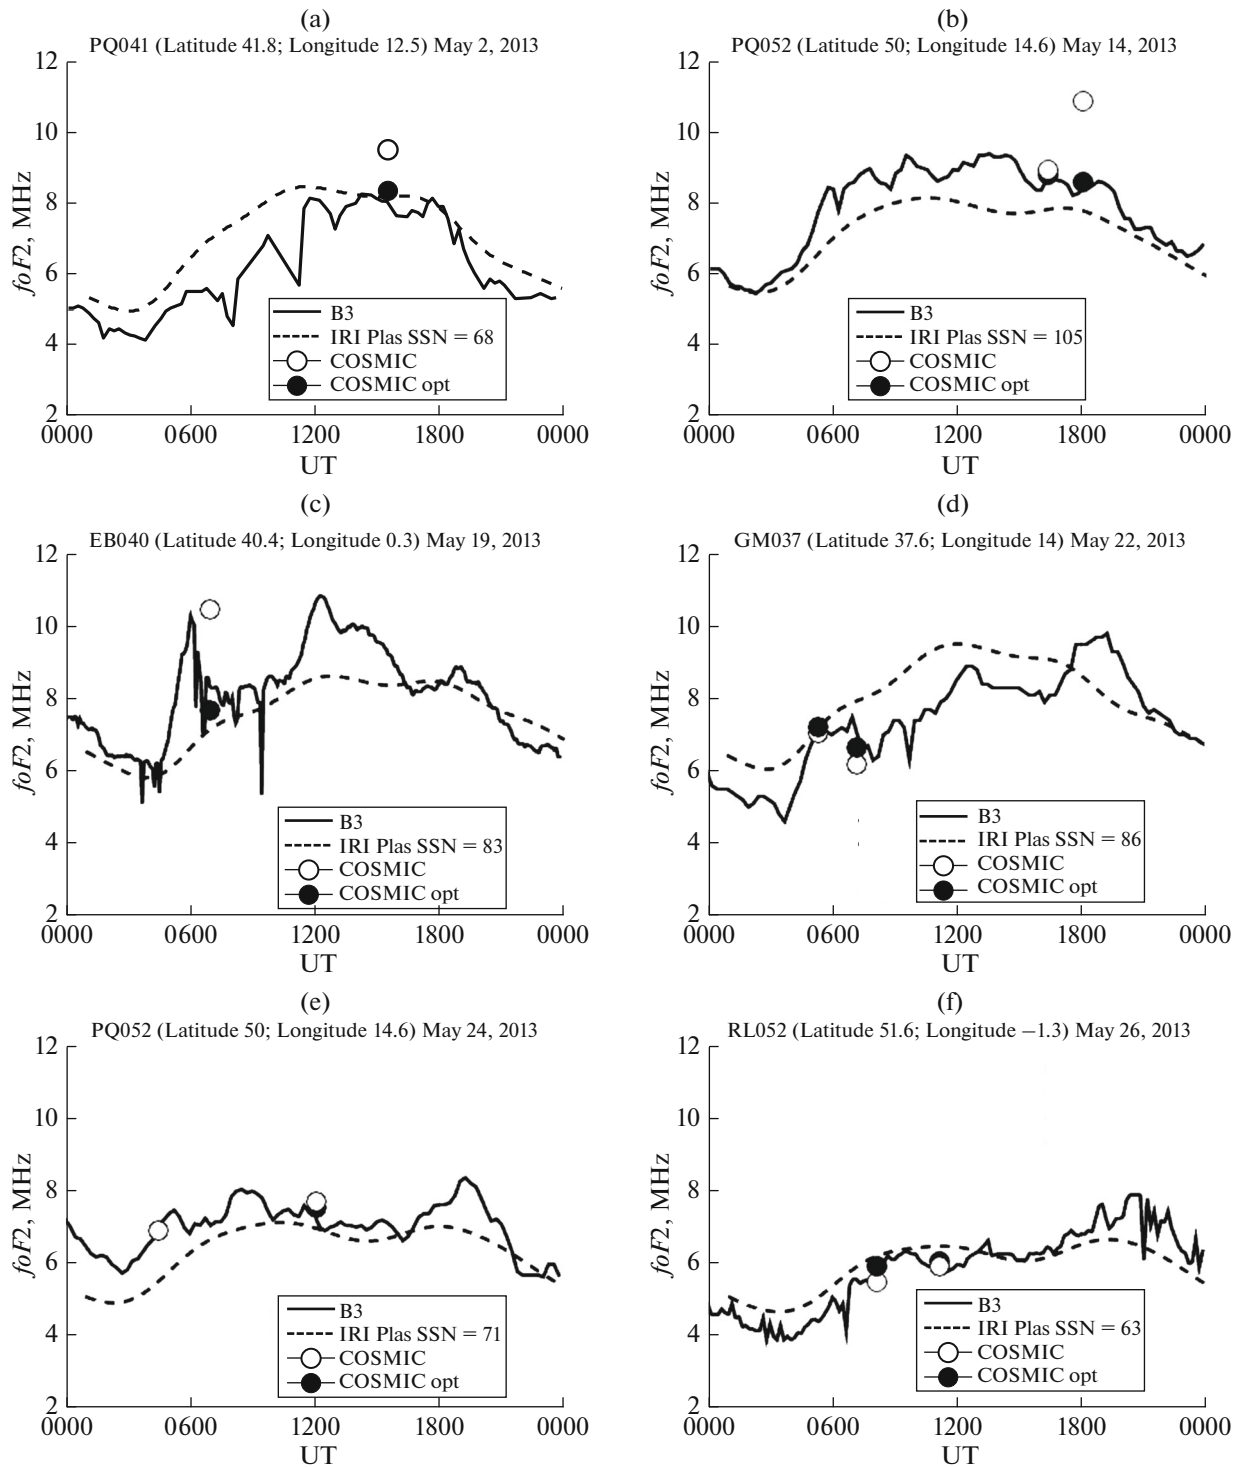 (a)
PQ041 (Latitude 41.8; Longitude 12.5) May 2, 2013
12
10
8
6
4
2
foF2, MHz
B3
IRI Plas SSN = 68
COSMIC
COSMIC opt
0000 0600 1200 1800 0000
UT
(b)
PQ052 (Latitude 50; Longitude 14.6) May 14, 2013
12
10
8
6
4
2
foF2, MHz
B3
IRI Plas SSN = 105
COSMIC
COSMIC opt
0000 0600 1200 1800 0000
UT
(c)
EB040 (Latitude 40.4; Longitude 0.3) May 19, 2013
12
10
8
6
4
2
foF2, MHz
B3
IRI Plas SSN = 83
COSMIC
COSMIC opt
0000 0600 1200 1800 0000
UT
(d)
GM037 (Latitude 37.6; Longitude 14) May 22, 2013
12
10
8
6
4
2
foF2, MHz
B3
IRI Plas SSN = 86
COSMIC
COSMIC opt
0000 0600 1200 1800 0000
UT
(e)
PQ052 (Latitude 50; Longitude 14.6) May 24, 2013
12
10
8
6
4
2
foF2, MHz
B3
IRI Plas SSN = 71
COSMIC
COSMIC opt
0000 0600 1200 1800 0000
UT
(f)
RL052 (Latitude 51.6; Longitude −1.3) May 26, 2013
12
10
8
6
4
2
foF2, MHz
B3
IRI Plas SSN = 63
COSMIC
COSMIC opt
0000 0600 1200 1800 0000
UT